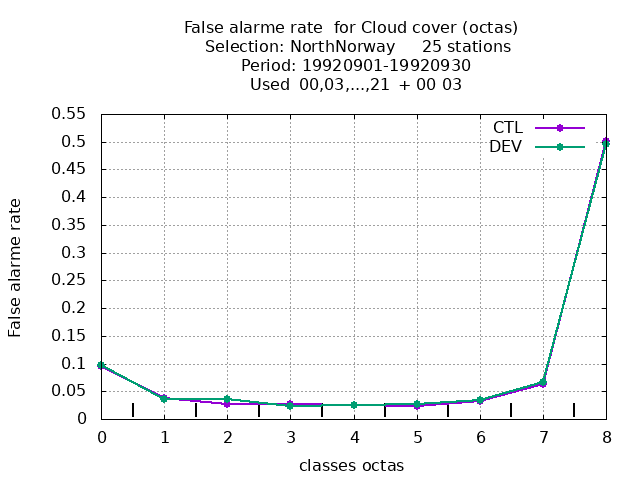 False alarme rate  for Cloud cover (octas)
Selection: NorthNorway     25 stations
Period: 19920901-19920930
Used  00,03,...,21  + 00 03
CTL
DEV
0.55
0.5
0.45
0.4
0.35
0.3
0.25
0.2
0.15
0.1
0.05
0
False alarme rate
0 1 2 3 4 5 6 7 8
classes octas